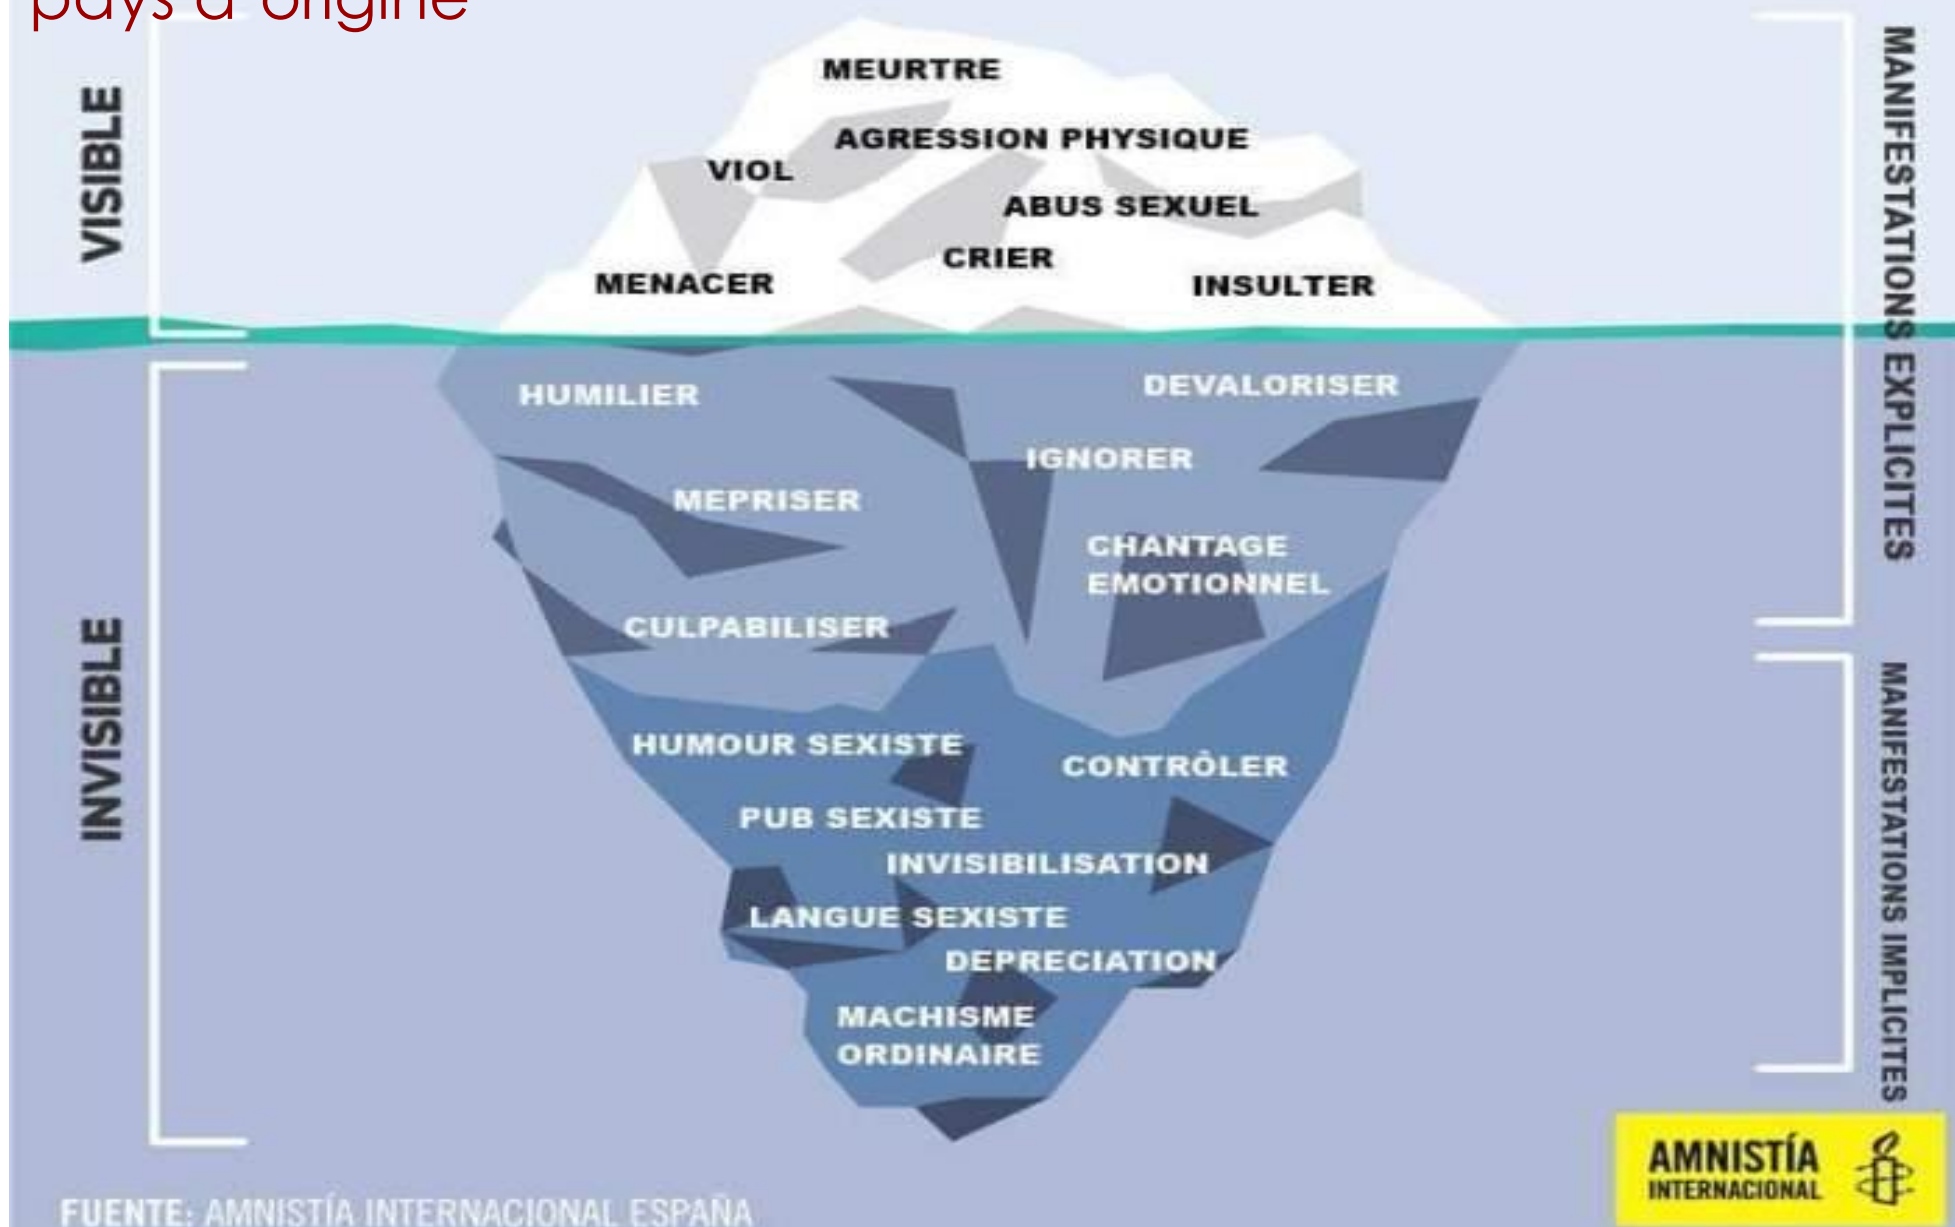 pays d'origine
VISIBLE
MEURTRE
AGRESSION PHYSIQUE
VIOL
ABUS SEXUEL
CRIER
MENACER
INSULTER
MANIFESTATIONS EXPLICITES
INVISIBLE
HUMILIER
DEVALORISER
IGNORER
MEPRISER
CHANTAGE
EMOTIONNEL
CULPABILISER
HUMOUR SEXISTE
CONTRÔLER
PUB SEXISTE
INVISIBILISATION
LANGUE SEXISTE
DEPRECIATION
MACHISME
ORDINAIRE
MANIFESTATIONS IMPLICITES
AMNISTÍA
INTERNACIONAL
FUENTE: AMNISTÍA INTERNACIONAL ESPAÑA